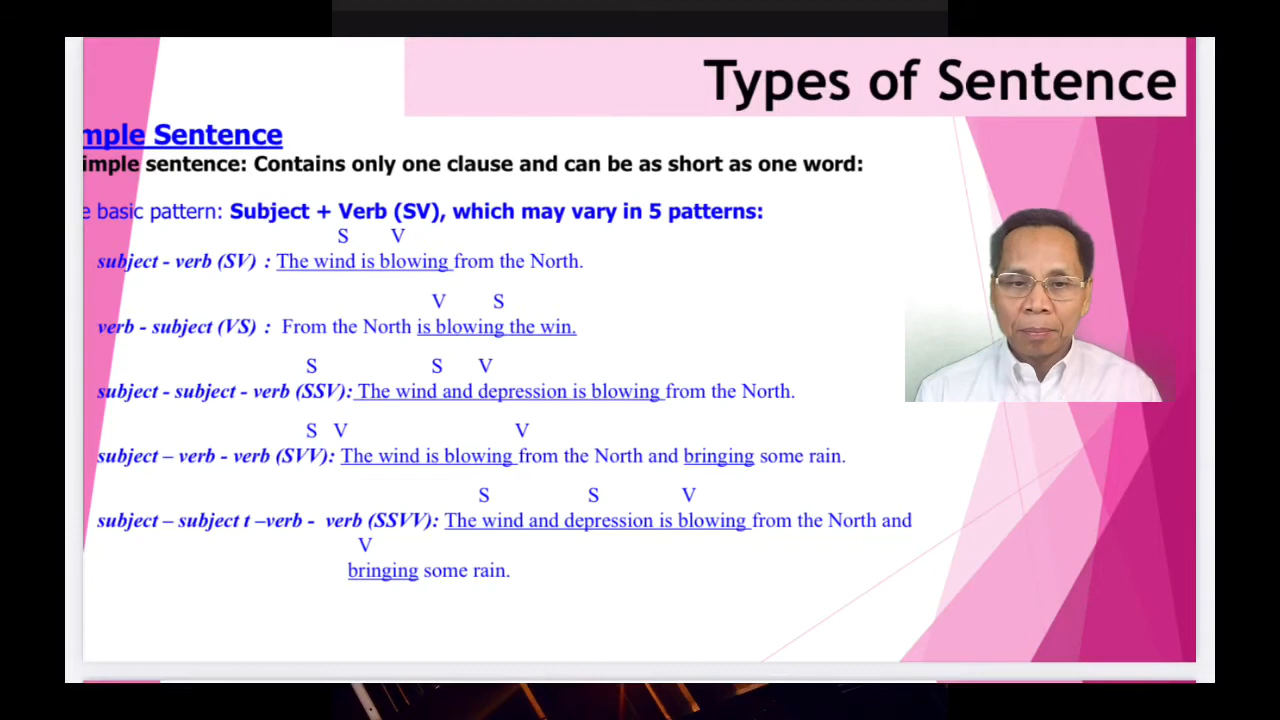 Types of Sentence
mple Sentence
imple sentence: Contains only one clause and can be as short as one word:
e basic pattern: Subject + Verb (SV), which may vary in 5 patterns:
S V
subject - verb (SV) : The wind is blowing from the North.
V S
verb - subject (VS) : From the North is blowing the win.
S S V
subject - subject - verb (SSV): The wind and depression is blowing from the North.
S V V
subject – verb - verb (SVV): The wind is blowing from the North and bringing some rain.
S S V
subject – subject t –verb - verb (SSVV): The wind and depression is blowing from the North and
V
bringing some rain.